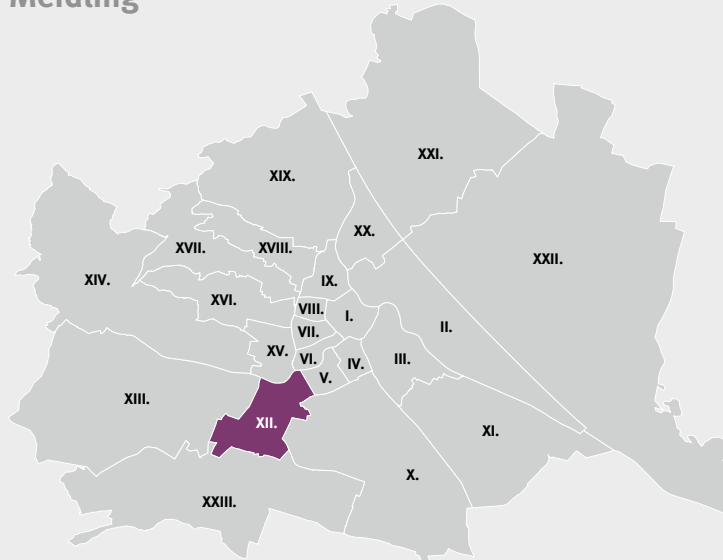 Meidling
XXI.
XIX.
XX.
XVII.
XVIII.
XXII.
XIV.
IX.
XVI.
VIII.
I.
II.
VII.
XV.
VI.
IV.
III.
V.
XIII.
XII.
XI.
X.
XXIII.